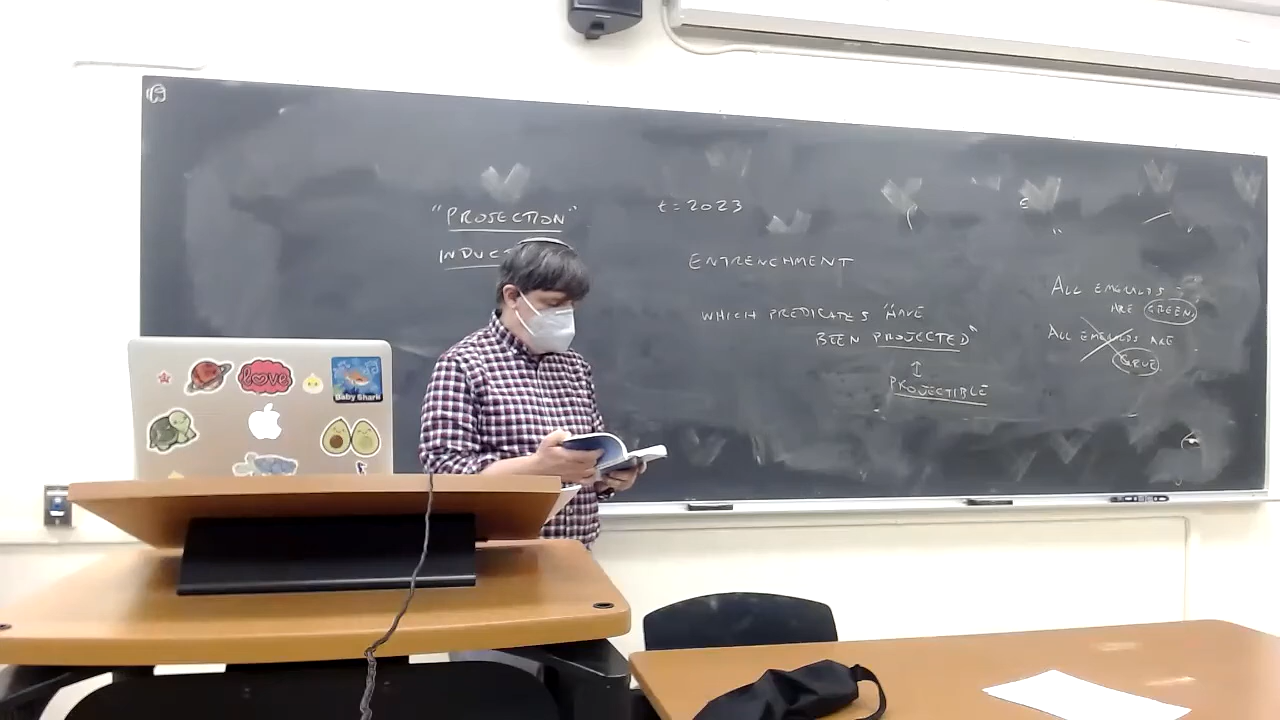 "PROJECTION"
INDUCT
t = 2023
ENTRENCHMENT
WHICH PREDICATES "HAVE
BEEN PROJECTED"
↕
PROJECTIBLE
ALL EMERALDS
ARE GREEN.
ALL EMERALDS ARE
GRUE.
love
Baby Shark